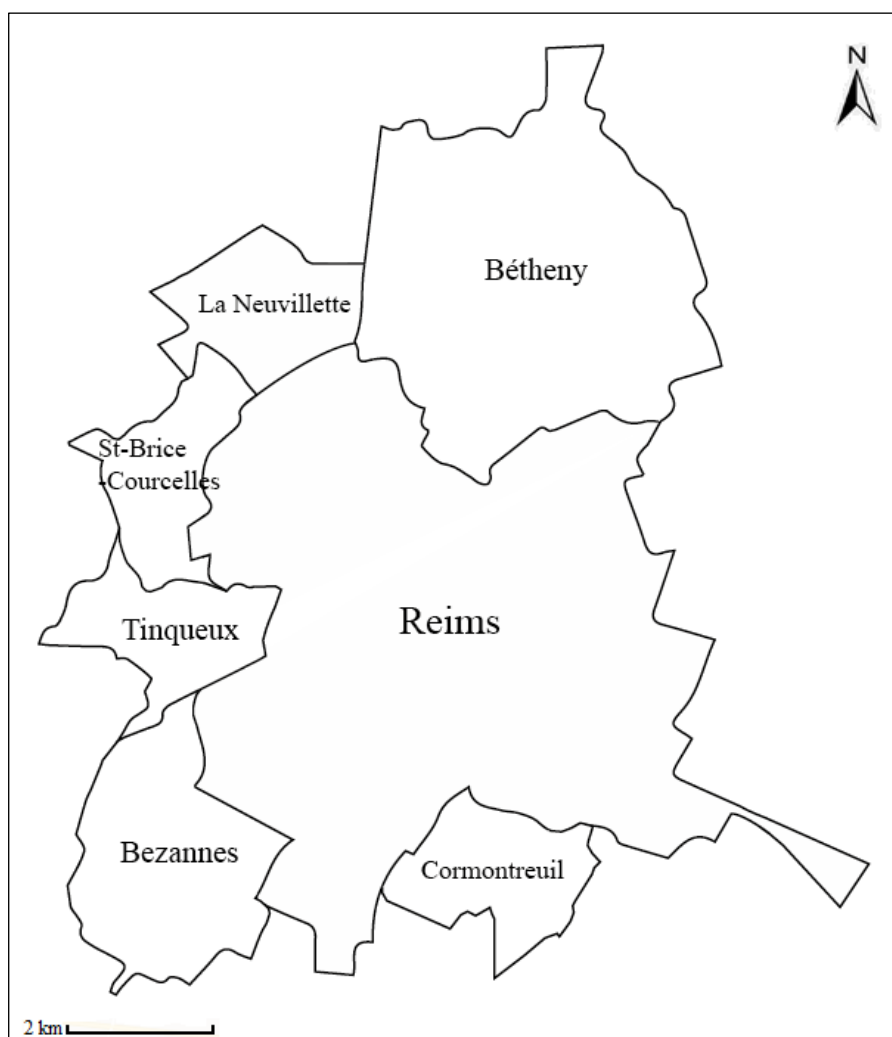 N
Bétheny
La Neuvillette
St-Brice
-Courcelles
Reims
Tinqueux
Bezannes
Cormontreuil
2 km